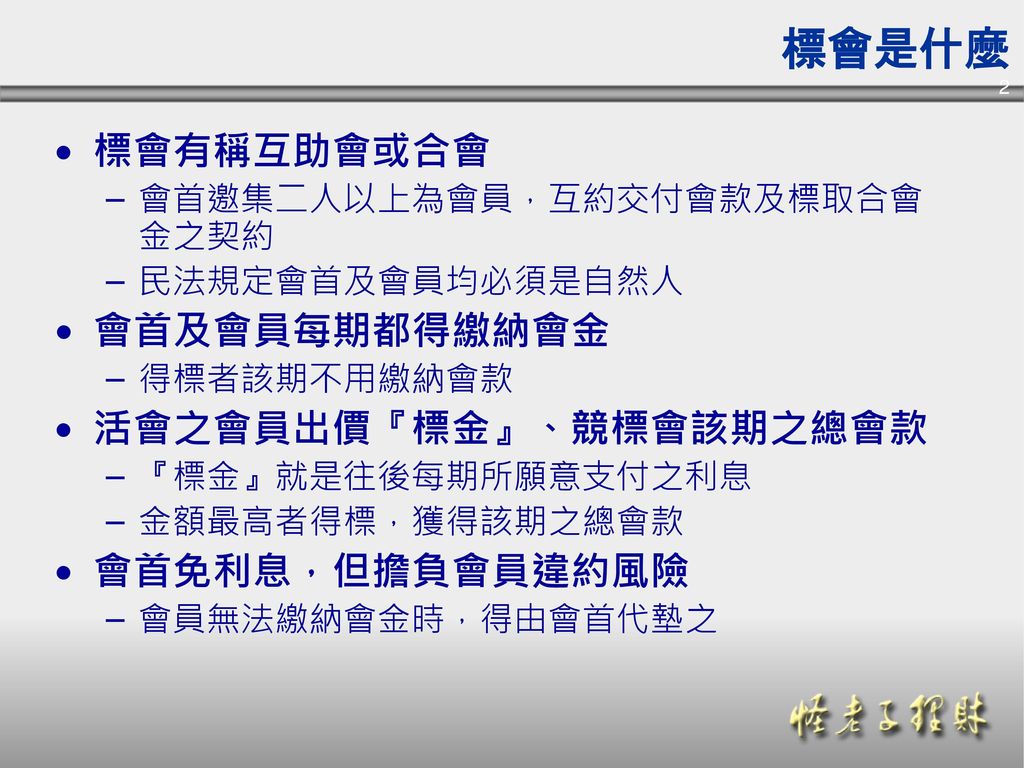 標會是什麼
2
• 標會有稱互助會或合會
– 會首邀集二人以上為會員，互約交付會款及標取合會
金之契約
– 民法規定會首及會員均必須是自然人
• 會首及會員每期都得繳納會金
– 得標者該期不用繳納會款
• 活會之會員出價『標金』、競標會該期之總會款
– 『標金』就是往後每期所願意支付之利息
– 金額最高者得標，獲得該期之總會款
• 會首免利息，但擔負會員違約風險
– 會員無法繳納會金時，得由會首代墊之
怪老子理財